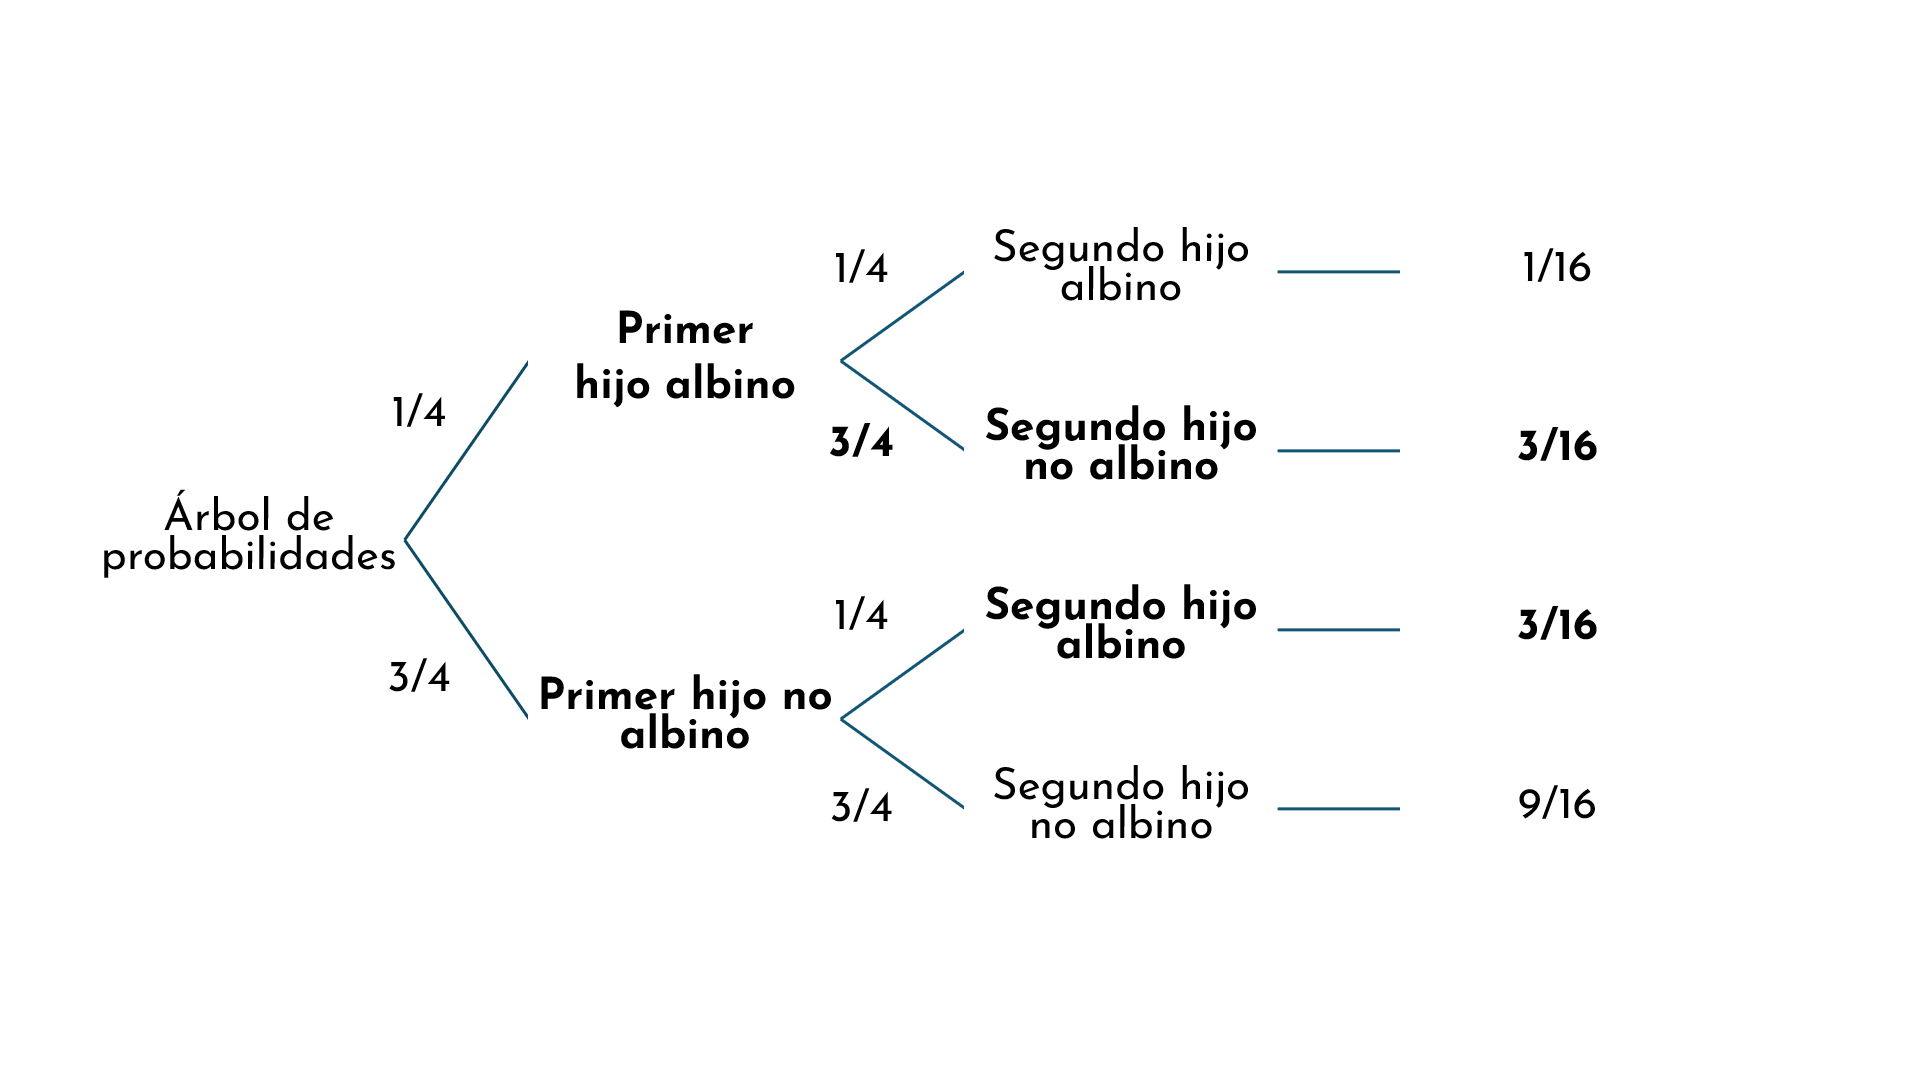 Árbol de
probabilidades
1/4
3/4
Primer
hijo albino
Primer hijo no
albino
1/4
3/4
1/4
3/4
Segundo hijo
albino
Segundo hijo
no albino
Segundo hijo
albino
Segundo hijo
no albino
1/16
3/16
3/16
9/16